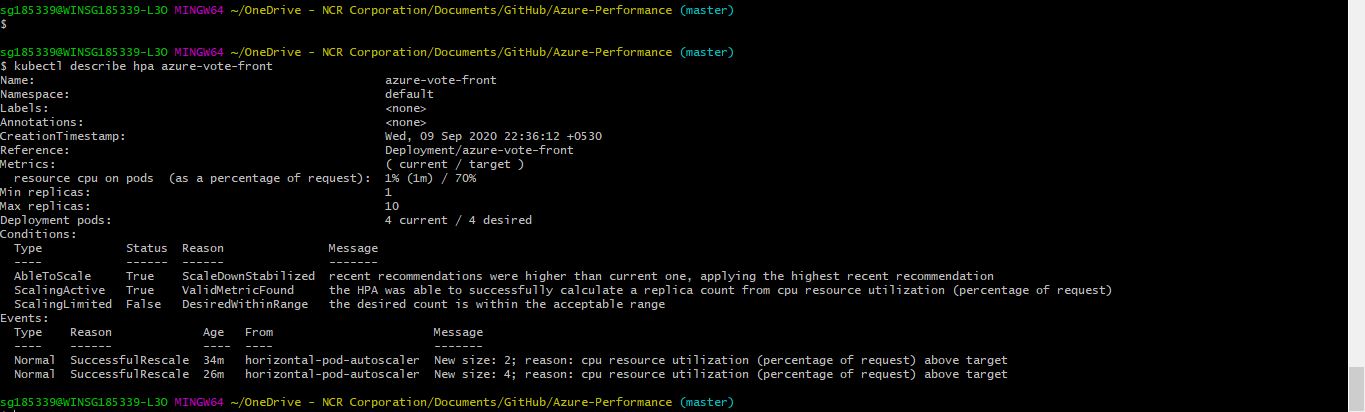 sg185339@WINSG185339-L3O MINGW64 ~/OneDrive - NCR Corporation/Documents/GitHub/Azure-Performance (master)
$
sg185339@WINSG185339-L3O MINGW64 ~/OneDrive - NCR Corporation/Documents/GitHub/Azure-Performance (master)
$ kubectl describe hpa azure-vote-front
Name: azure-vote-front
Namespace: default
Labels: <none>
Annotations: <none>
CreationTimestamp: Wed, 09 Sep 2020 22:36:12 +0530
Reference: Deployment/azure-vote-front
Metrics: ( current / target )
resource cpu on pods (as a percentage of request): 1% (1m) / 70%
Min replicas: 1
Max replicas: 10
Deployment pods: 4 current / 4 desired
Conditions:
Type Status Reason Message
---- ------ ------ -------
AbleToScale True ScaleDownStabilized recent recommendations were higher than current one, applying the highest recent recommendation
ScalingActive True ValidMetricFound the HPA was able to successfully calculate a replica count from cpu resource utilization (percentage of request)
ScalingLimited False DesiredWithinRange the desired count is within the acceptable range
Events:
Type Reason Age From Message
---- ------ ---- ---- -------
Normal SuccessfulRescale 34m horizontal-pod-autoscaler New size: 2; reason: cpu resource utilization (percentage of request) above target
Normal SuccessfulRescale 26m horizontal-pod-autoscaler New size: 4; reason: cpu resource utilization (percentage of request) above target
sg185339@WINSG185339-L3O MINGW64 ~/OneDrive - NCR Corporation/Documents/GitHub/Azure-Performance (master)